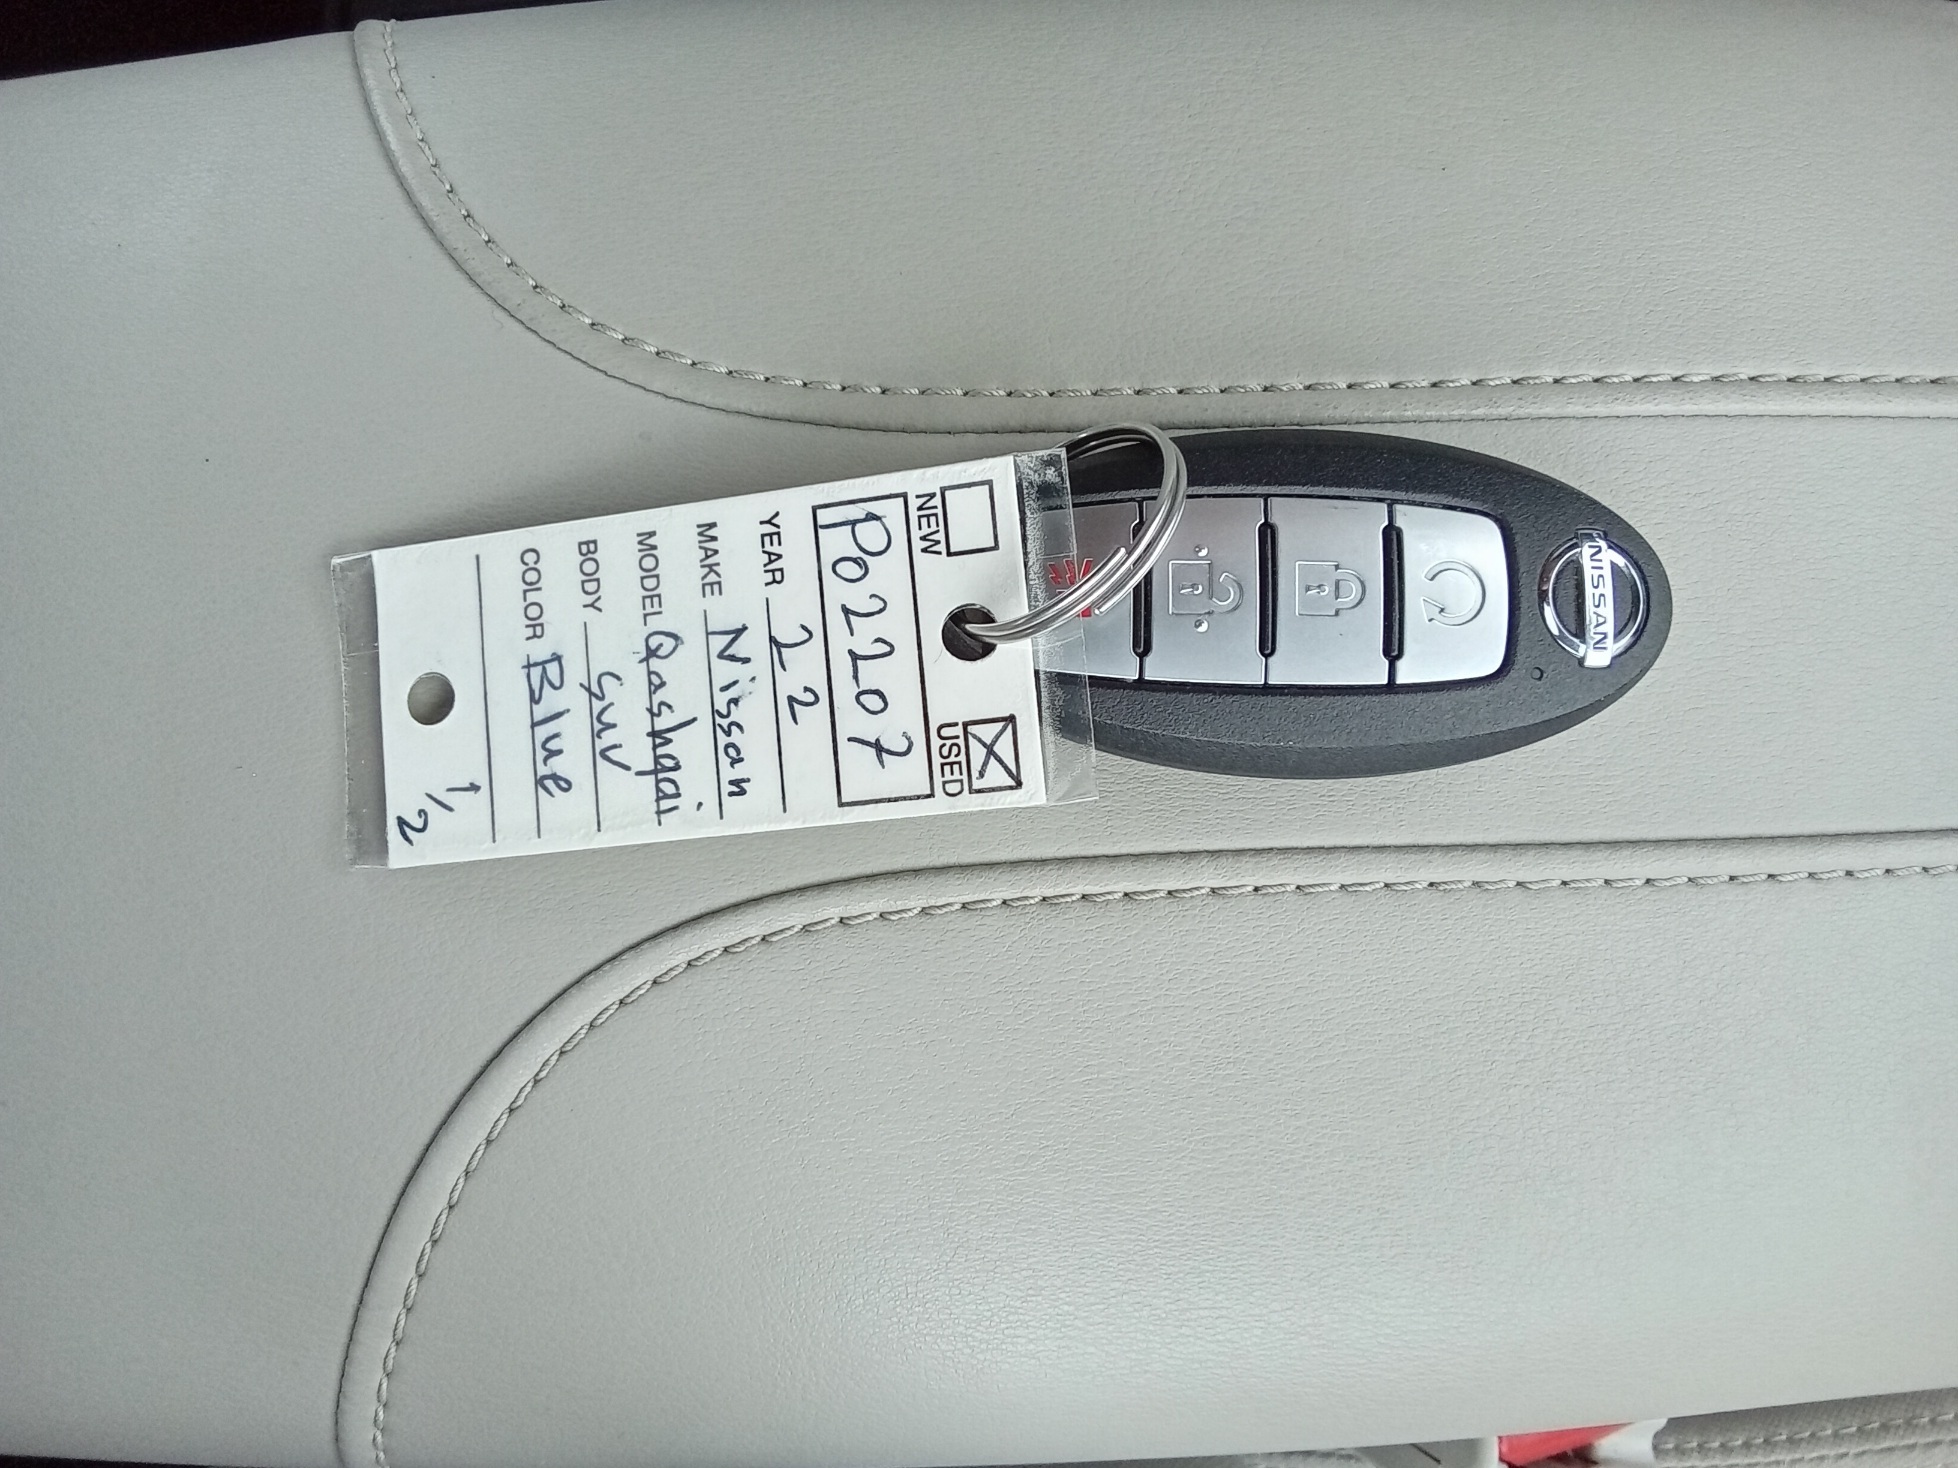 NISSAN
NEW USED
P02207
YEAR 22
MAKE Nissan
MODEL Qashqai
BODY Suv
COLOR Blue
1/2